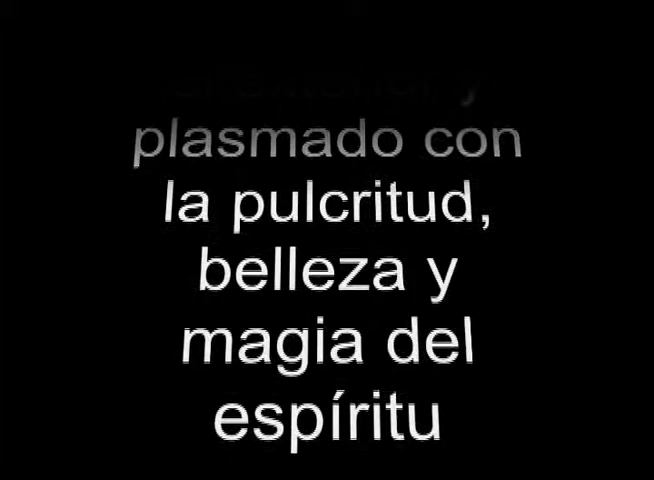 plasmado con
la pulcritud,
belleza y
magia del
espíritu